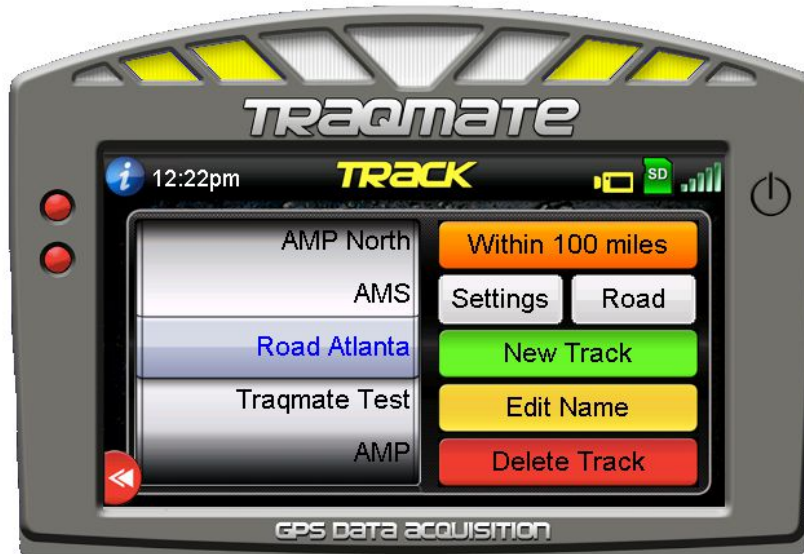 TRAQMATE
i 12:22pm TRACK SD
AMP North
AMS
Road Atlanta
Traqmate Test
AMP
Within 100 miles
Settings Road
New Track
Edit Name
Delete Track
GPS DATA ACQUISITION